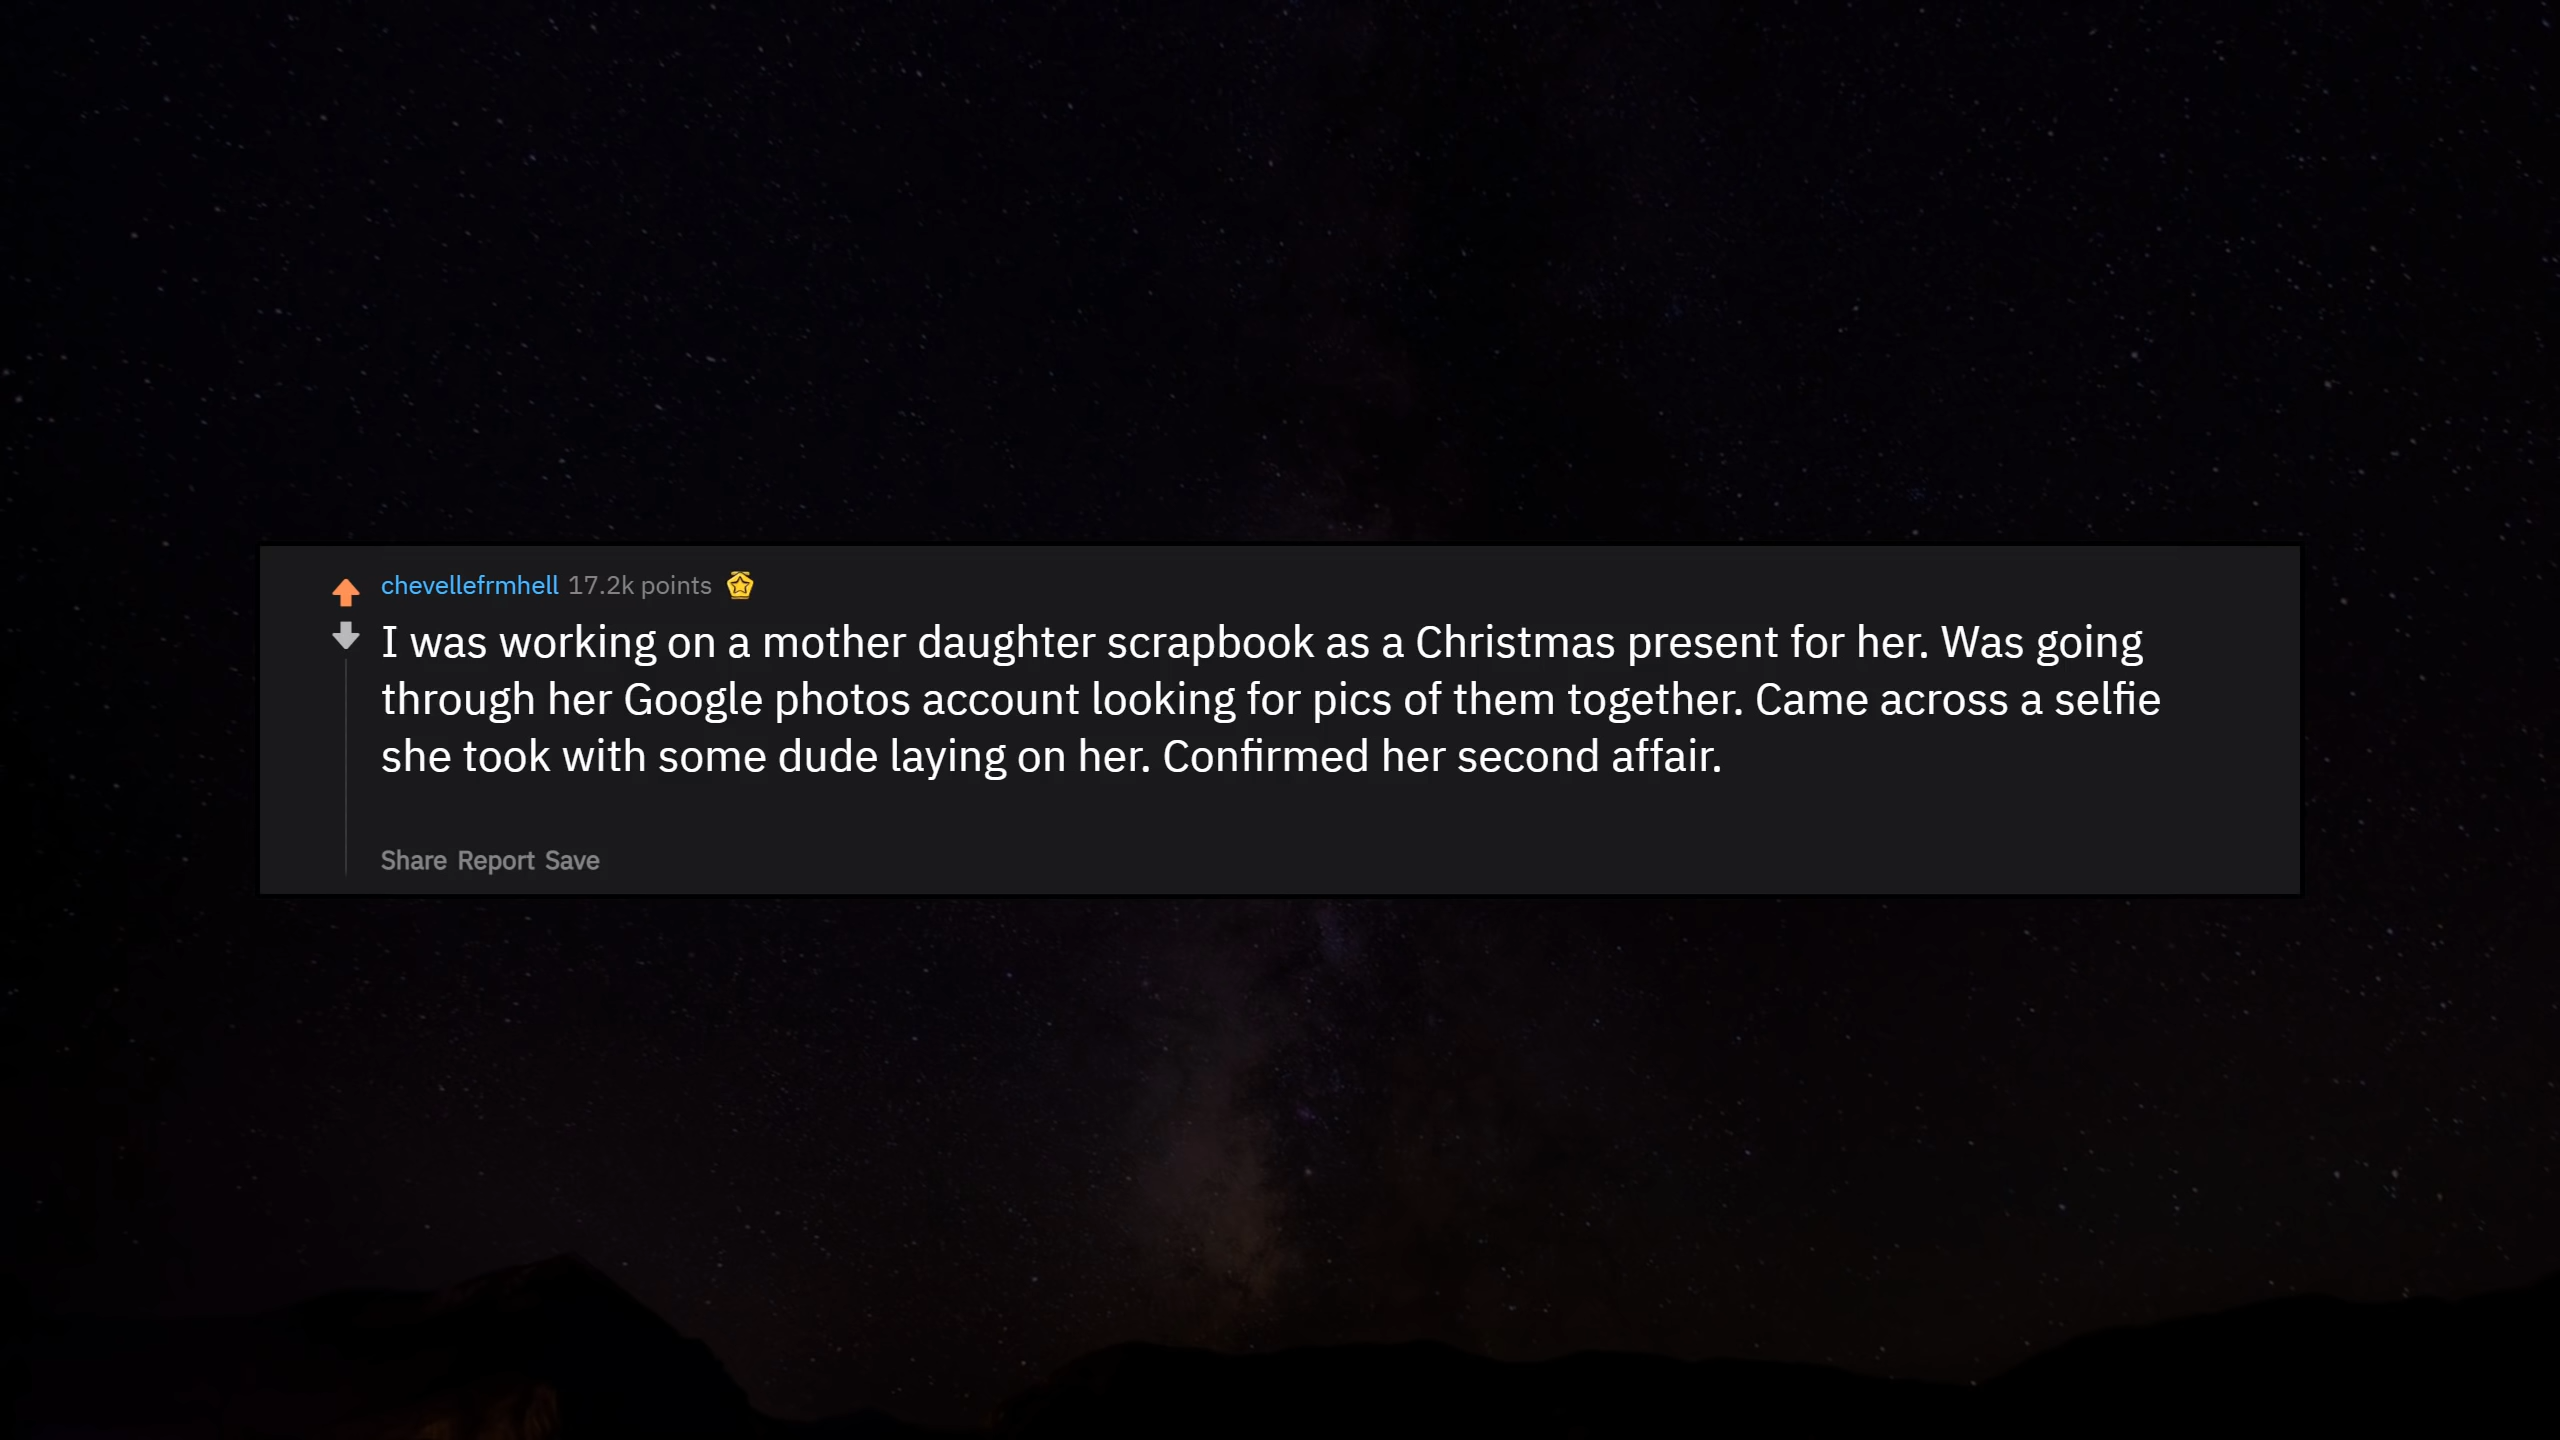 chevellefrmhell 17.2k points
I was working on a mother daughter scrapbook as a Christmas present for her. Was going
through her Google photos account looking for pics of them together. Came across a selfie
she took with some dude laying on her. Confirmed her second affair.
Share Report Save